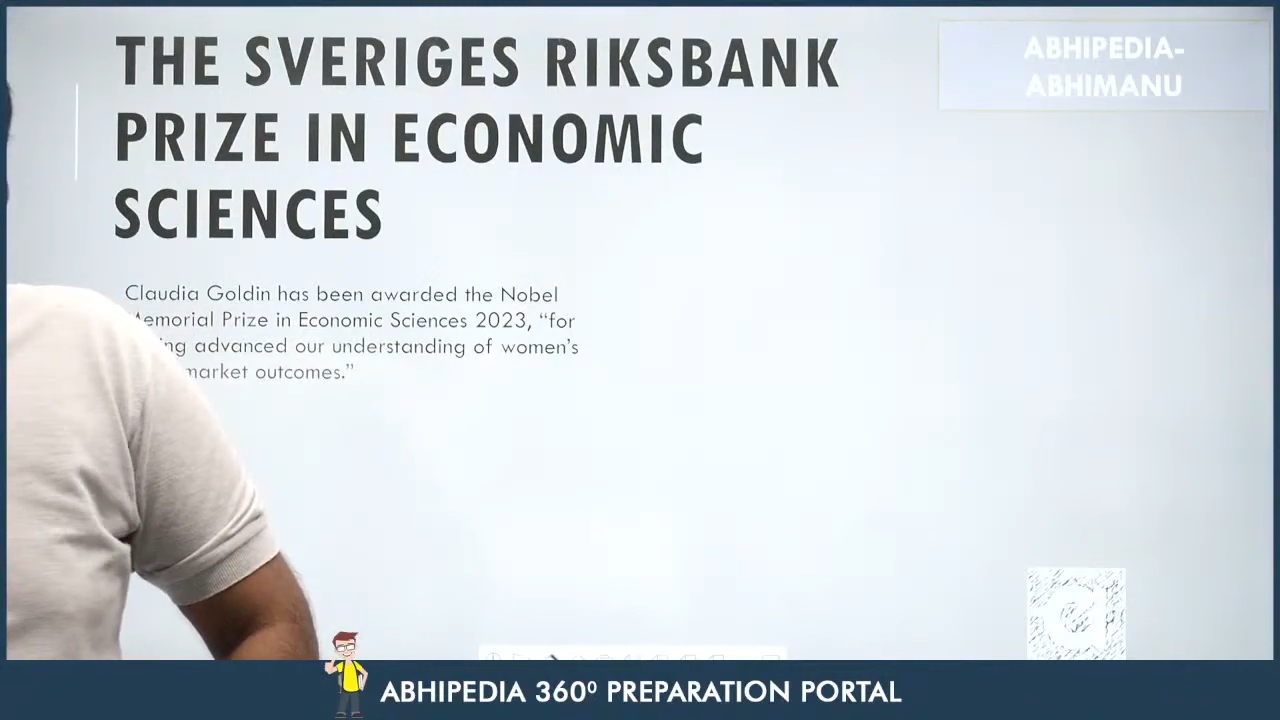 THE SVERIGES RIKSBANK
PRIZE IN ECONOMIC
SCIENCES
ABHIPEDIA-
ABHIMANU
Claudia Goldin has been awarded the Nobel
Memorial Prize in Economic Sciences 2023, “for
advanced our understanding of women’s
market outcomes.”
ABHIPEDIA 360⁰ PREPARATION PORTAL